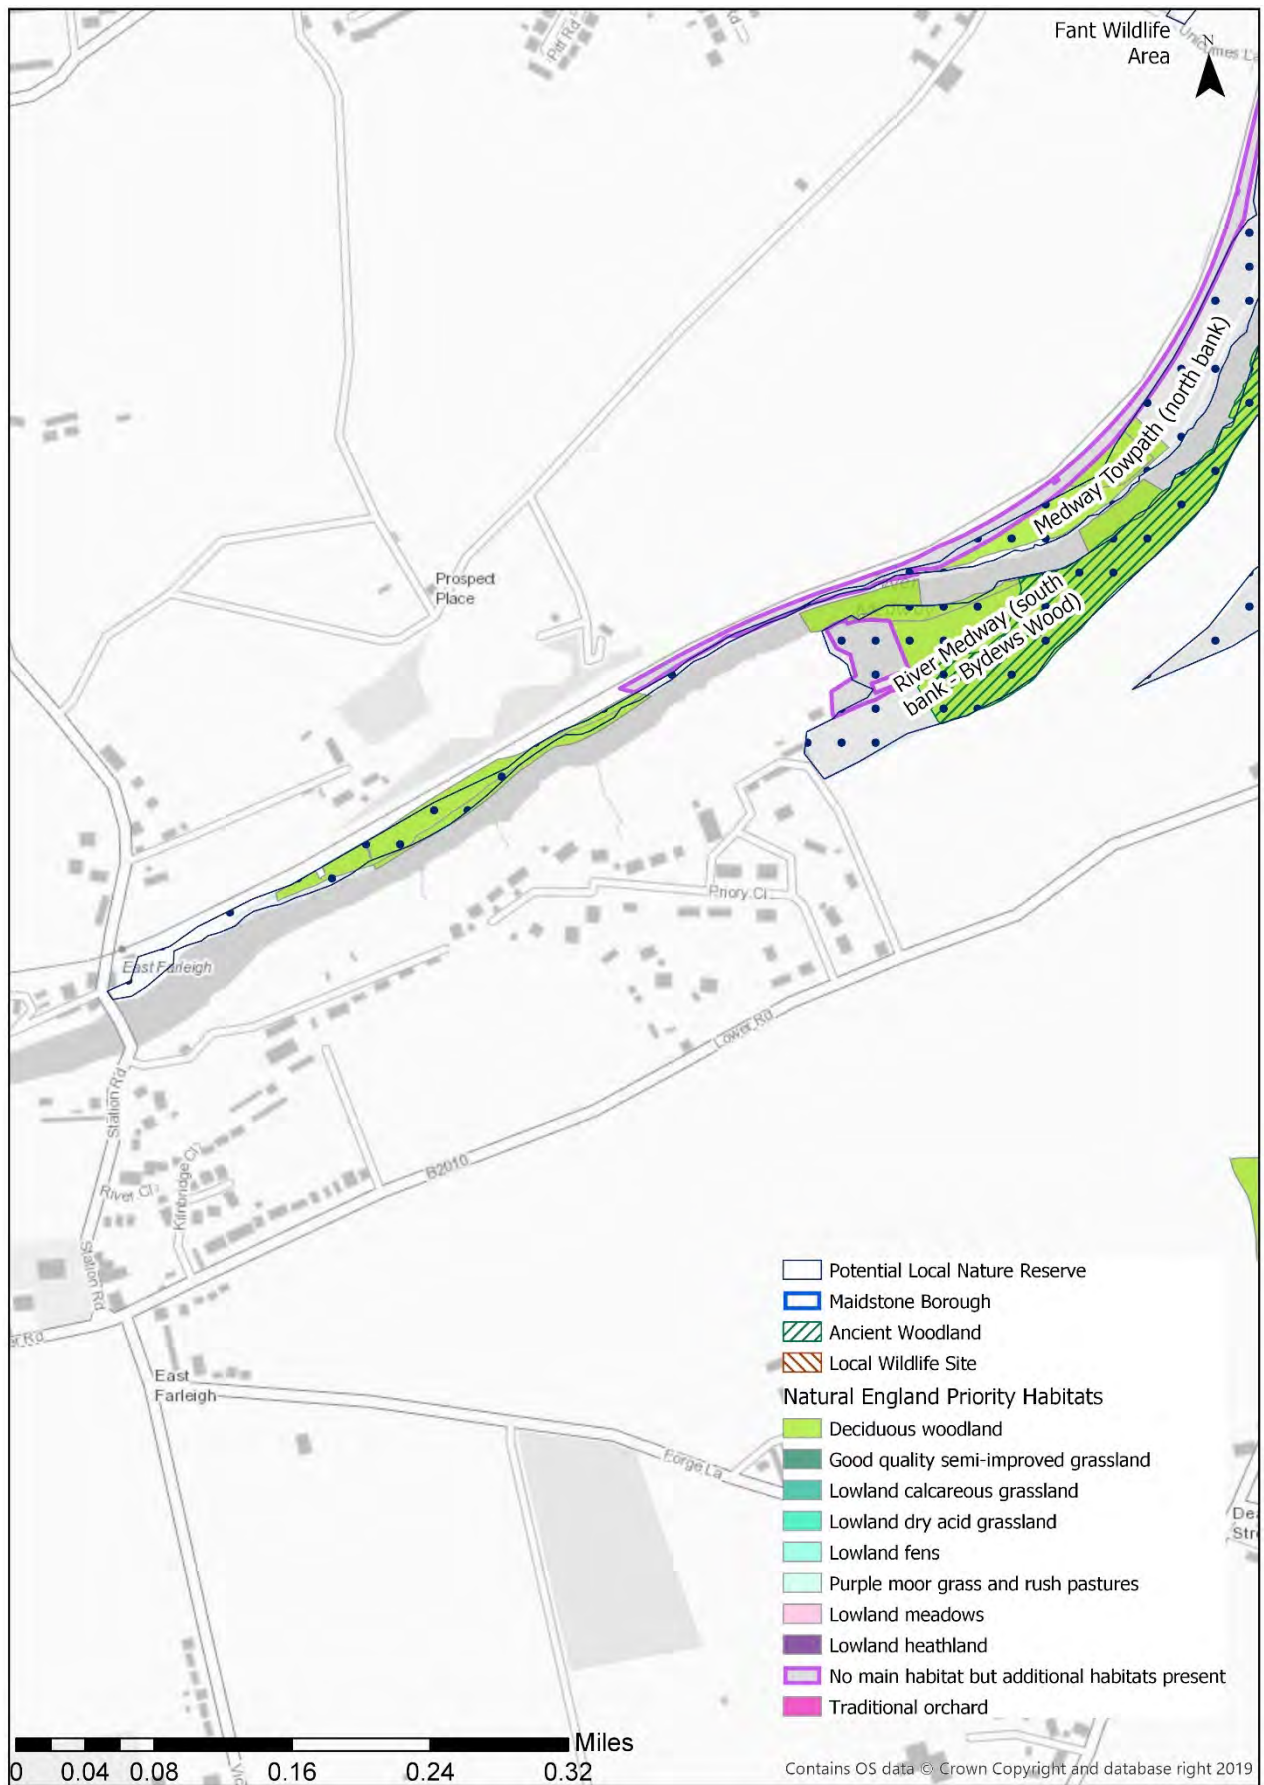 Fant Wildlife
Area
N
Pitt Rd
Rd
Medway Towpath (north bank)
Prospect
Place
River Medway (south
bank - Bydews Wood)
Priory Cl
East Farleigh
Lower Rd
Station Rd
B2010
River Cl
Kilnbridge Cl
Station Rd
Rd
East
Farleigh
Forge La
Potential Local Nature Reserve
Maidstone Borough
Ancient Woodland
Local Wildlife Site
Natural England Priority Habitats
Deciduous woodland
Good quality semi-improved grassland
Lowland calcareous grassland
Lowland dry acid grassland
Lowland fens
Purple moor grass and rush pastures
Lowland meadows
Lowland heathland
No main habitat but additional habitats present
Traditional orchard
Miles
0 0.04 0.08 0.16 0.24 0.32
Contains OS data © Crown Copyright and database right 2019